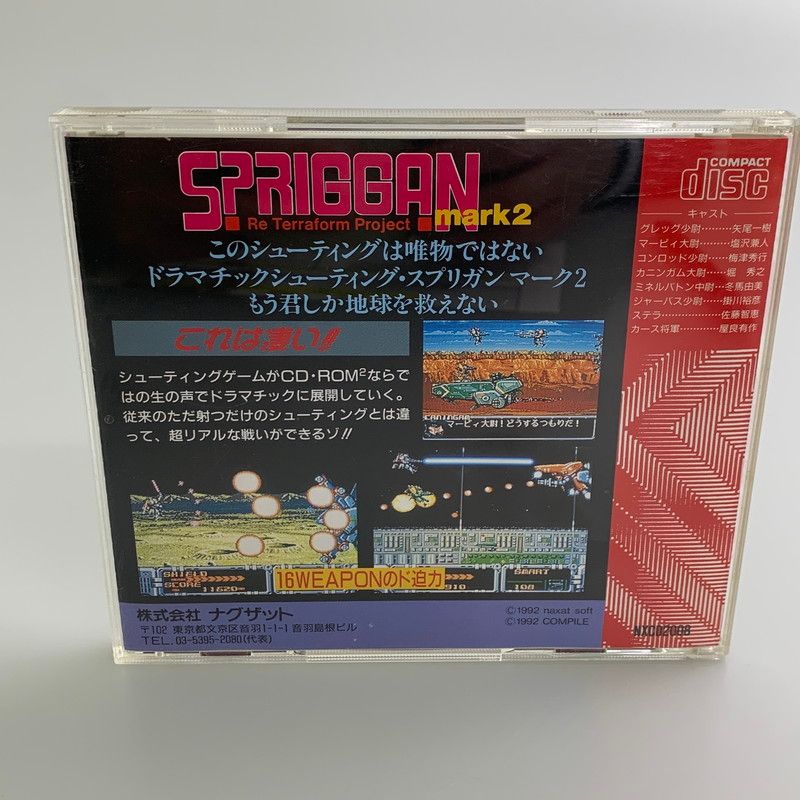 SPRIGGAN
Re Terraform Project
mark2
このシューティングは唯物ではない
ドラマチックシューティング・スプリガン マーク2
もう君しか地球を救えない
これは凄い!!
シューティングゲームがCD・ROM²ならで
はの生の声でドラマチックに展開していく。
従来のただ射つだけのシューティングとは違
って、超リアルな戦いができるゾ!!
CANINGAM
マービィ大尉!どうするつもりだ!
SHIELD
SCORE 11620
16WEAPONのド迫力
910
SMART
100
株式会社 ナグザット
〒102 東京都文京区音羽1-1-1 音羽島根ビル
TEL. 03-5395-2080(代表)
©1992 naxat soft
©1992 COMPILE
COMPACT
disc
キャスト
グレッグ少尉………矢尾一樹
マービィ大尉………塩沢兼人
コンロッド少尉……梅津秀行
カニンガム大尉……堀 秀之
ミネルバトン中尉…冬馬由美
ジャーバス少尉……掛川裕彦
ステラ………………佐藤智恵
カース将軍…………屋良有作
NXCD2008